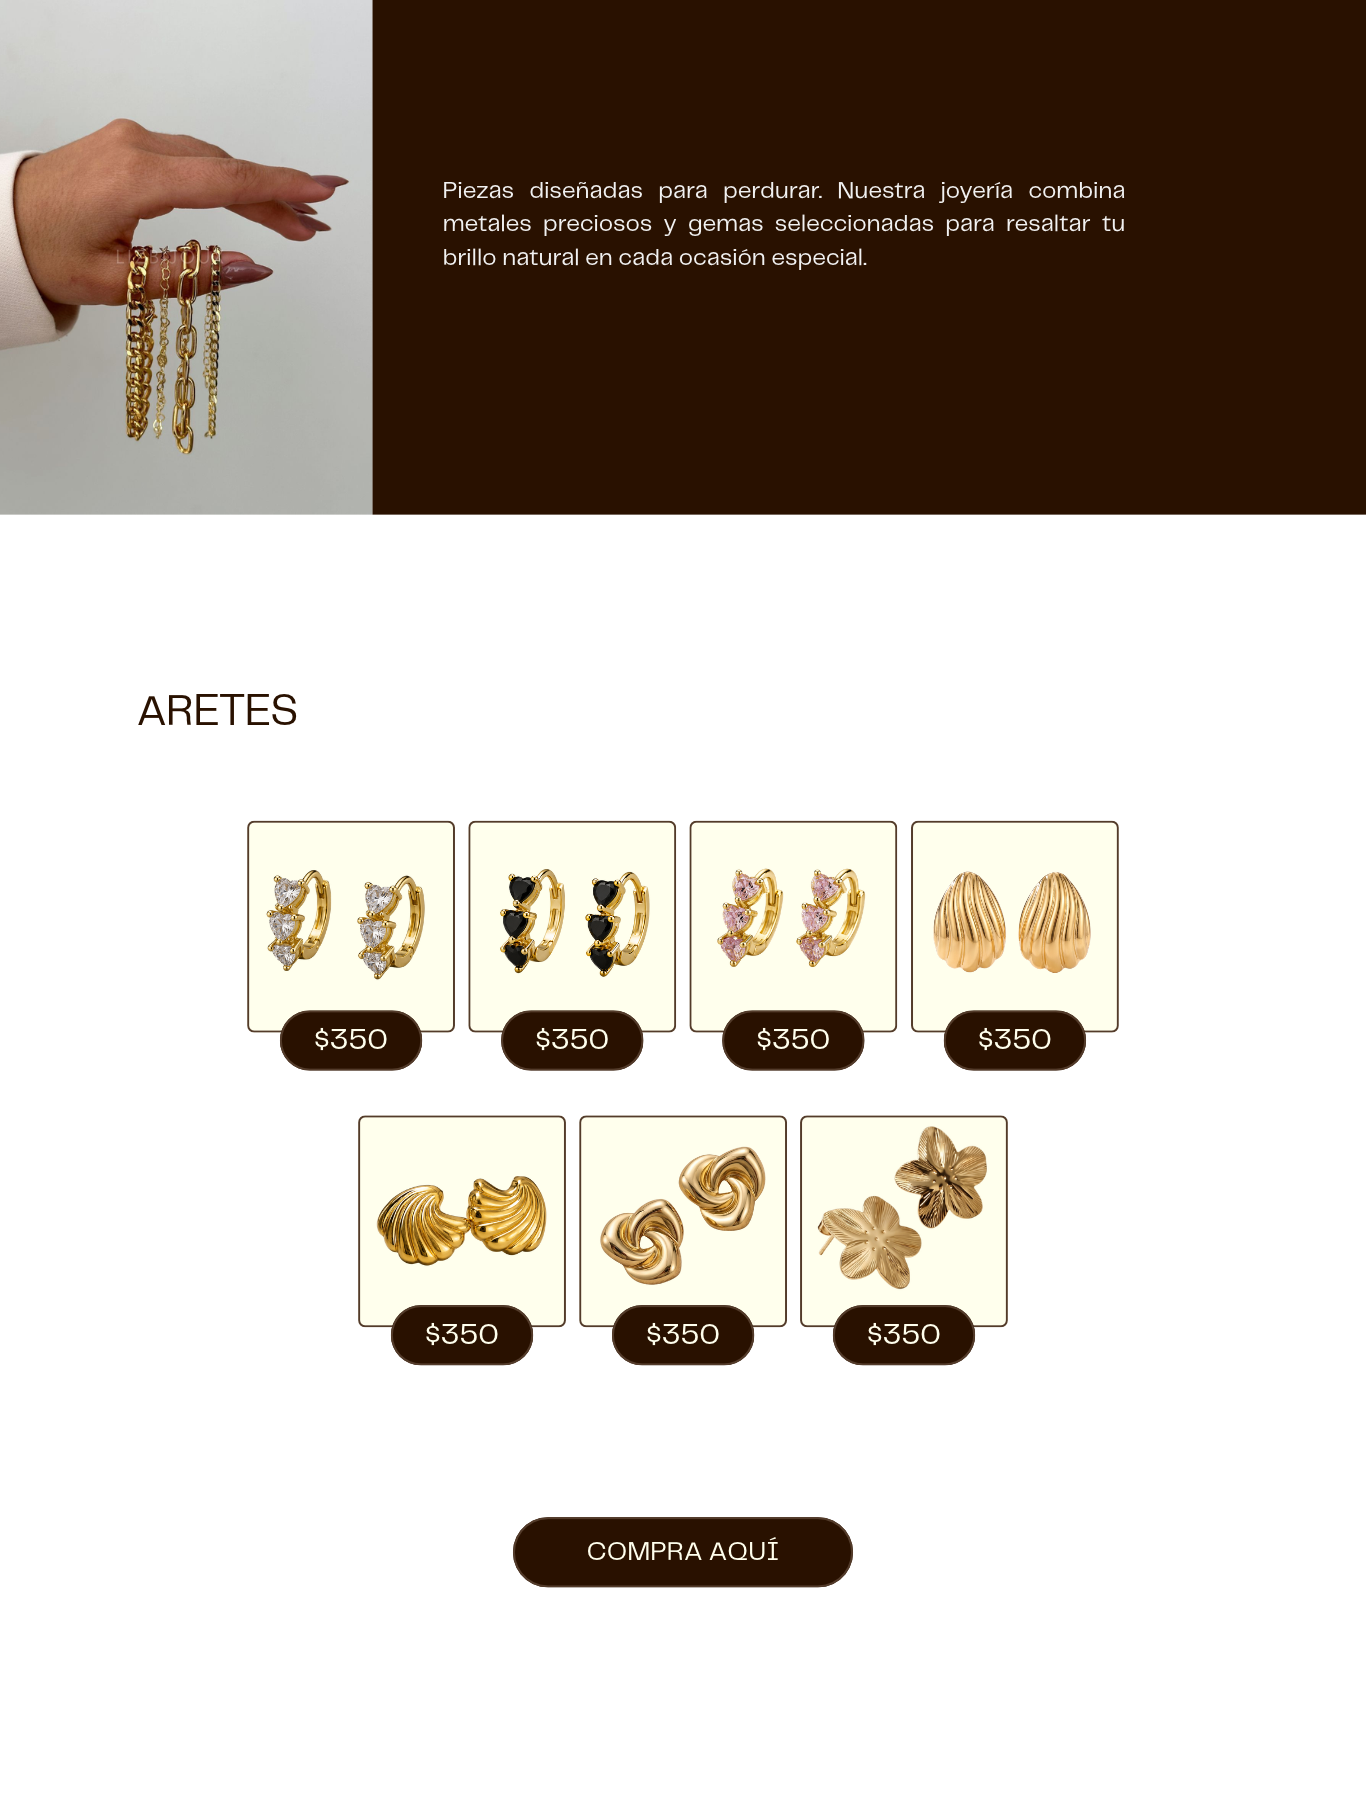 Piezas diseñadas para perdurar. Nuestra joyería combina
metales preciosos y gemas seleccionadas para resaltar tu
brillo natural en cada ocasión especial.
ARETES
$350
$350
$350
$350
$350
$350
$350
COMPRA AQUÍ